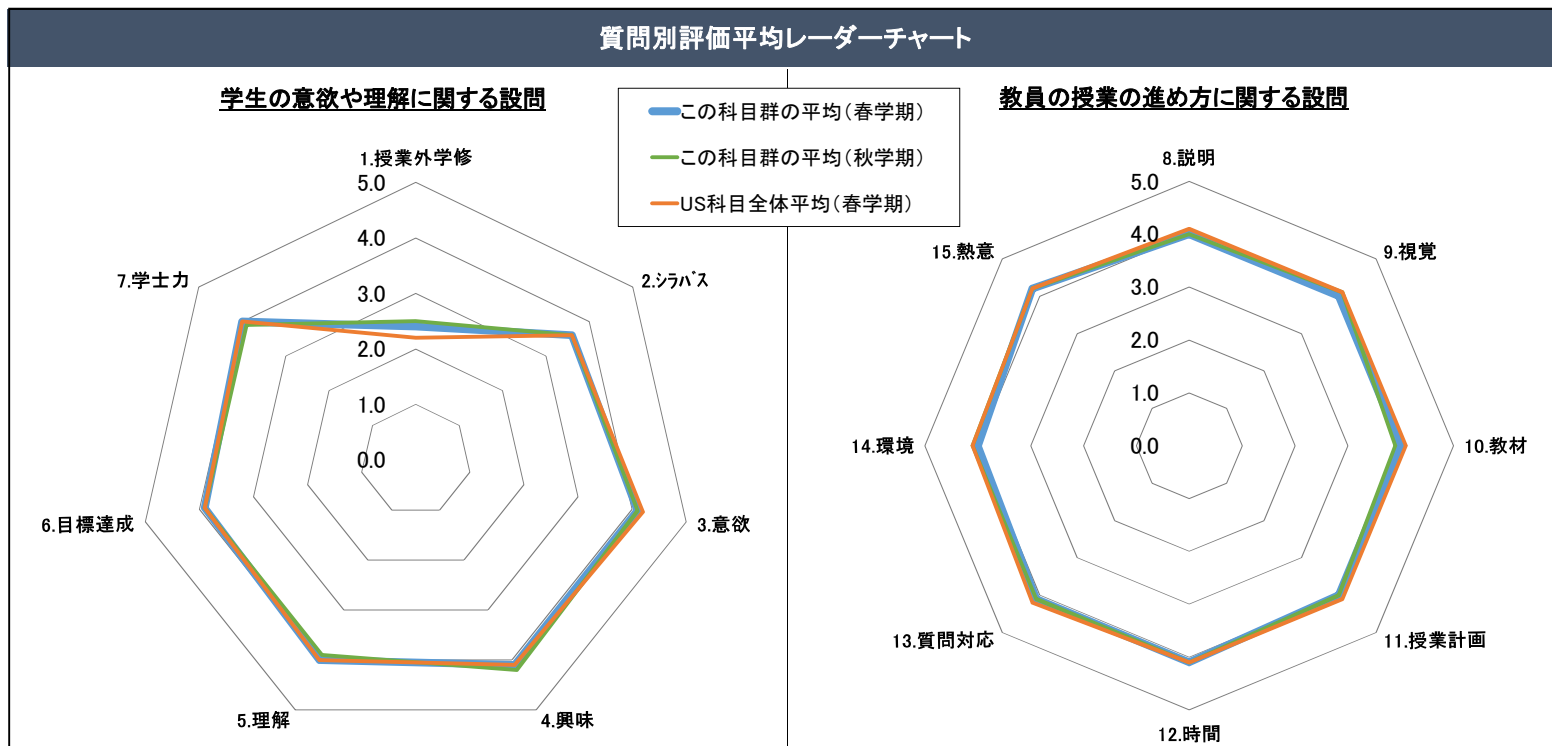 質問別評価平均レーダーチャート
学生の意欲や理解に関する設問
この科目群の平均（春学期）
この科目群の平均（秋学期）
US科目全体平均（春学期）
教員の授業の進め方に関する設問
1.授業外学修
5.0
4.0
3.0
2.0
1.0
0.0
2.ｼﾗﾊﾞｽ
3.意欲
4.興味
5.理解
6.目標達成
7.学士力
8.説明
5.0
4.0
3.0
2.0
1.0
0.0
9.視覚
10.教材
11.授業計画
12.時間
13.質問対応
14.環境
15.熱意